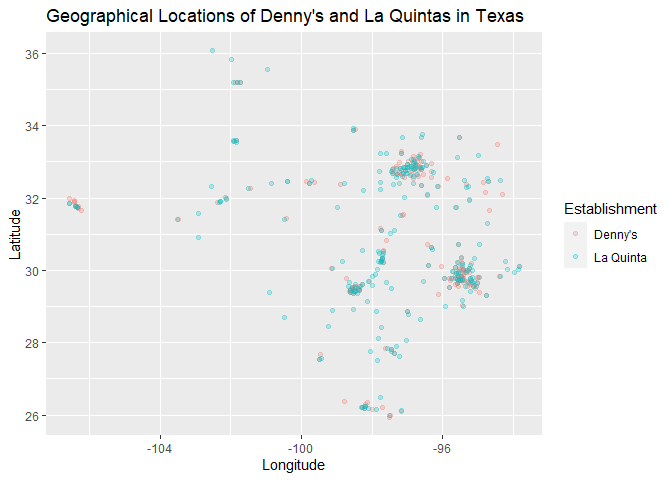 Geographical Locations of Denny's and La Quintas in Texas
36
34
32
30
28
26
Latitude
-104
-100
-96
Longitude
Establishment
Denny's
La Quinta